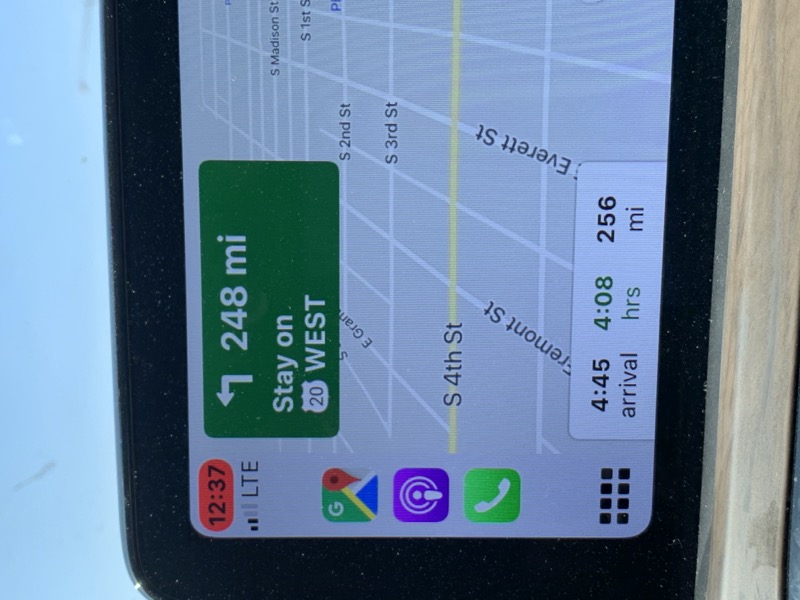 12:37
LTE
248 mi
Stay on
20 WEST
G
S Madison St
S 1st S
S 2nd St
E Gran
S 3rd St
S 4th St
Fremont St
Everett St
4:45 4:08 256
arrival hrs mi